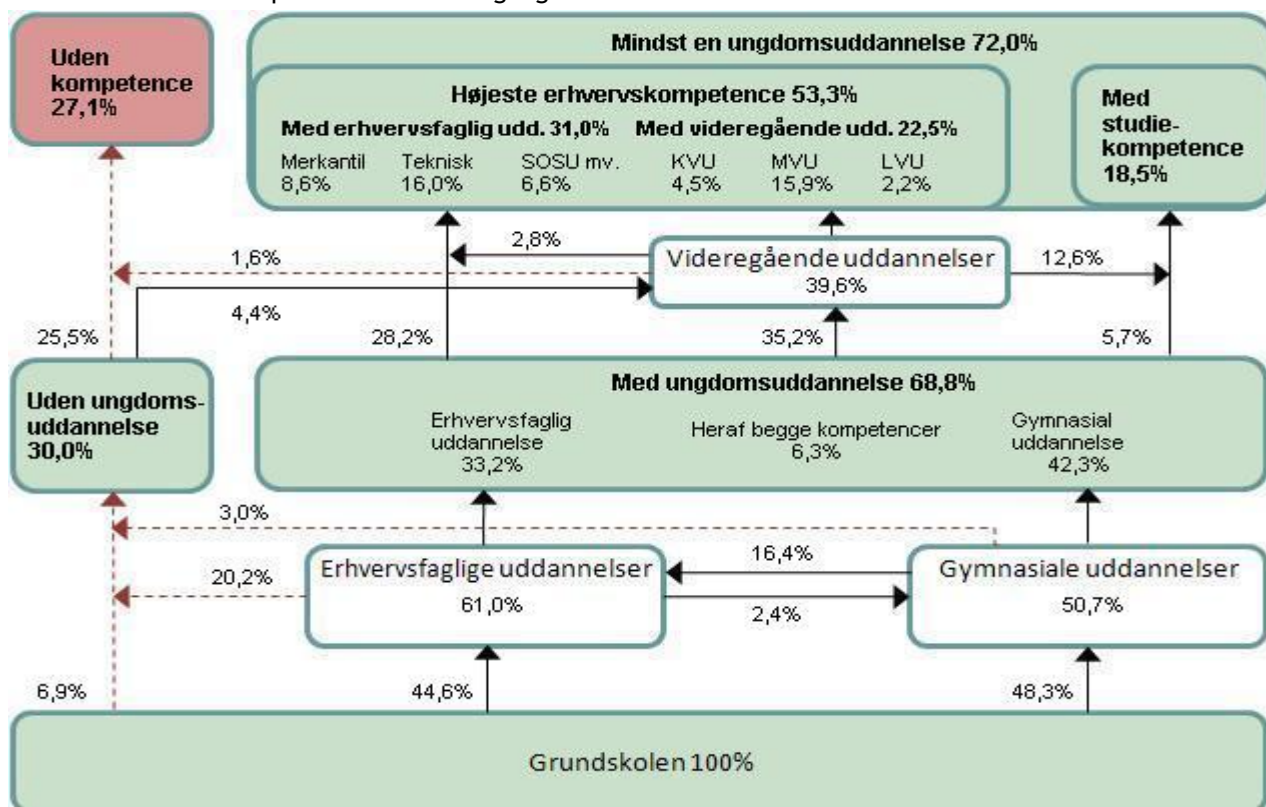 Uden
kompetence
27,1%
Mindst en ungdomsuddannelse 72,0%
Højeste erhvervskompetence 53,3%
Med erhvervsfaglig udd. 31,0%
Med videregående udd. 22,5%
Merkantil
8,6%
Teknisk
16,0%
SOSU mv.
6,6%
KVU
4,5%
MVU
15,9%
LVU
2,2%
Med
studie-
kompetence
18,5%
2,8%
1,6%
Videregående uddannelser
39,6%
12,6%
4,4%
25,5%
28,2%
35,2%
5,7%
Uden ungdoms-
uddannelse
30,0%
Med ungdomsuddannelse 68,8%
Erhvervsfaglig
uddannelse
33,2%
Heraf begge kompetencer
6,3%
Gymnasial
uddannelse
42,3%
3,0%
20,2%
Erhvervsfaglige uddannelser
61,0%
16,4%
2,4%
Gymnasiale uddannelser
50,7%
6,9%
44,6%
48,3%
Grundskolen 100%